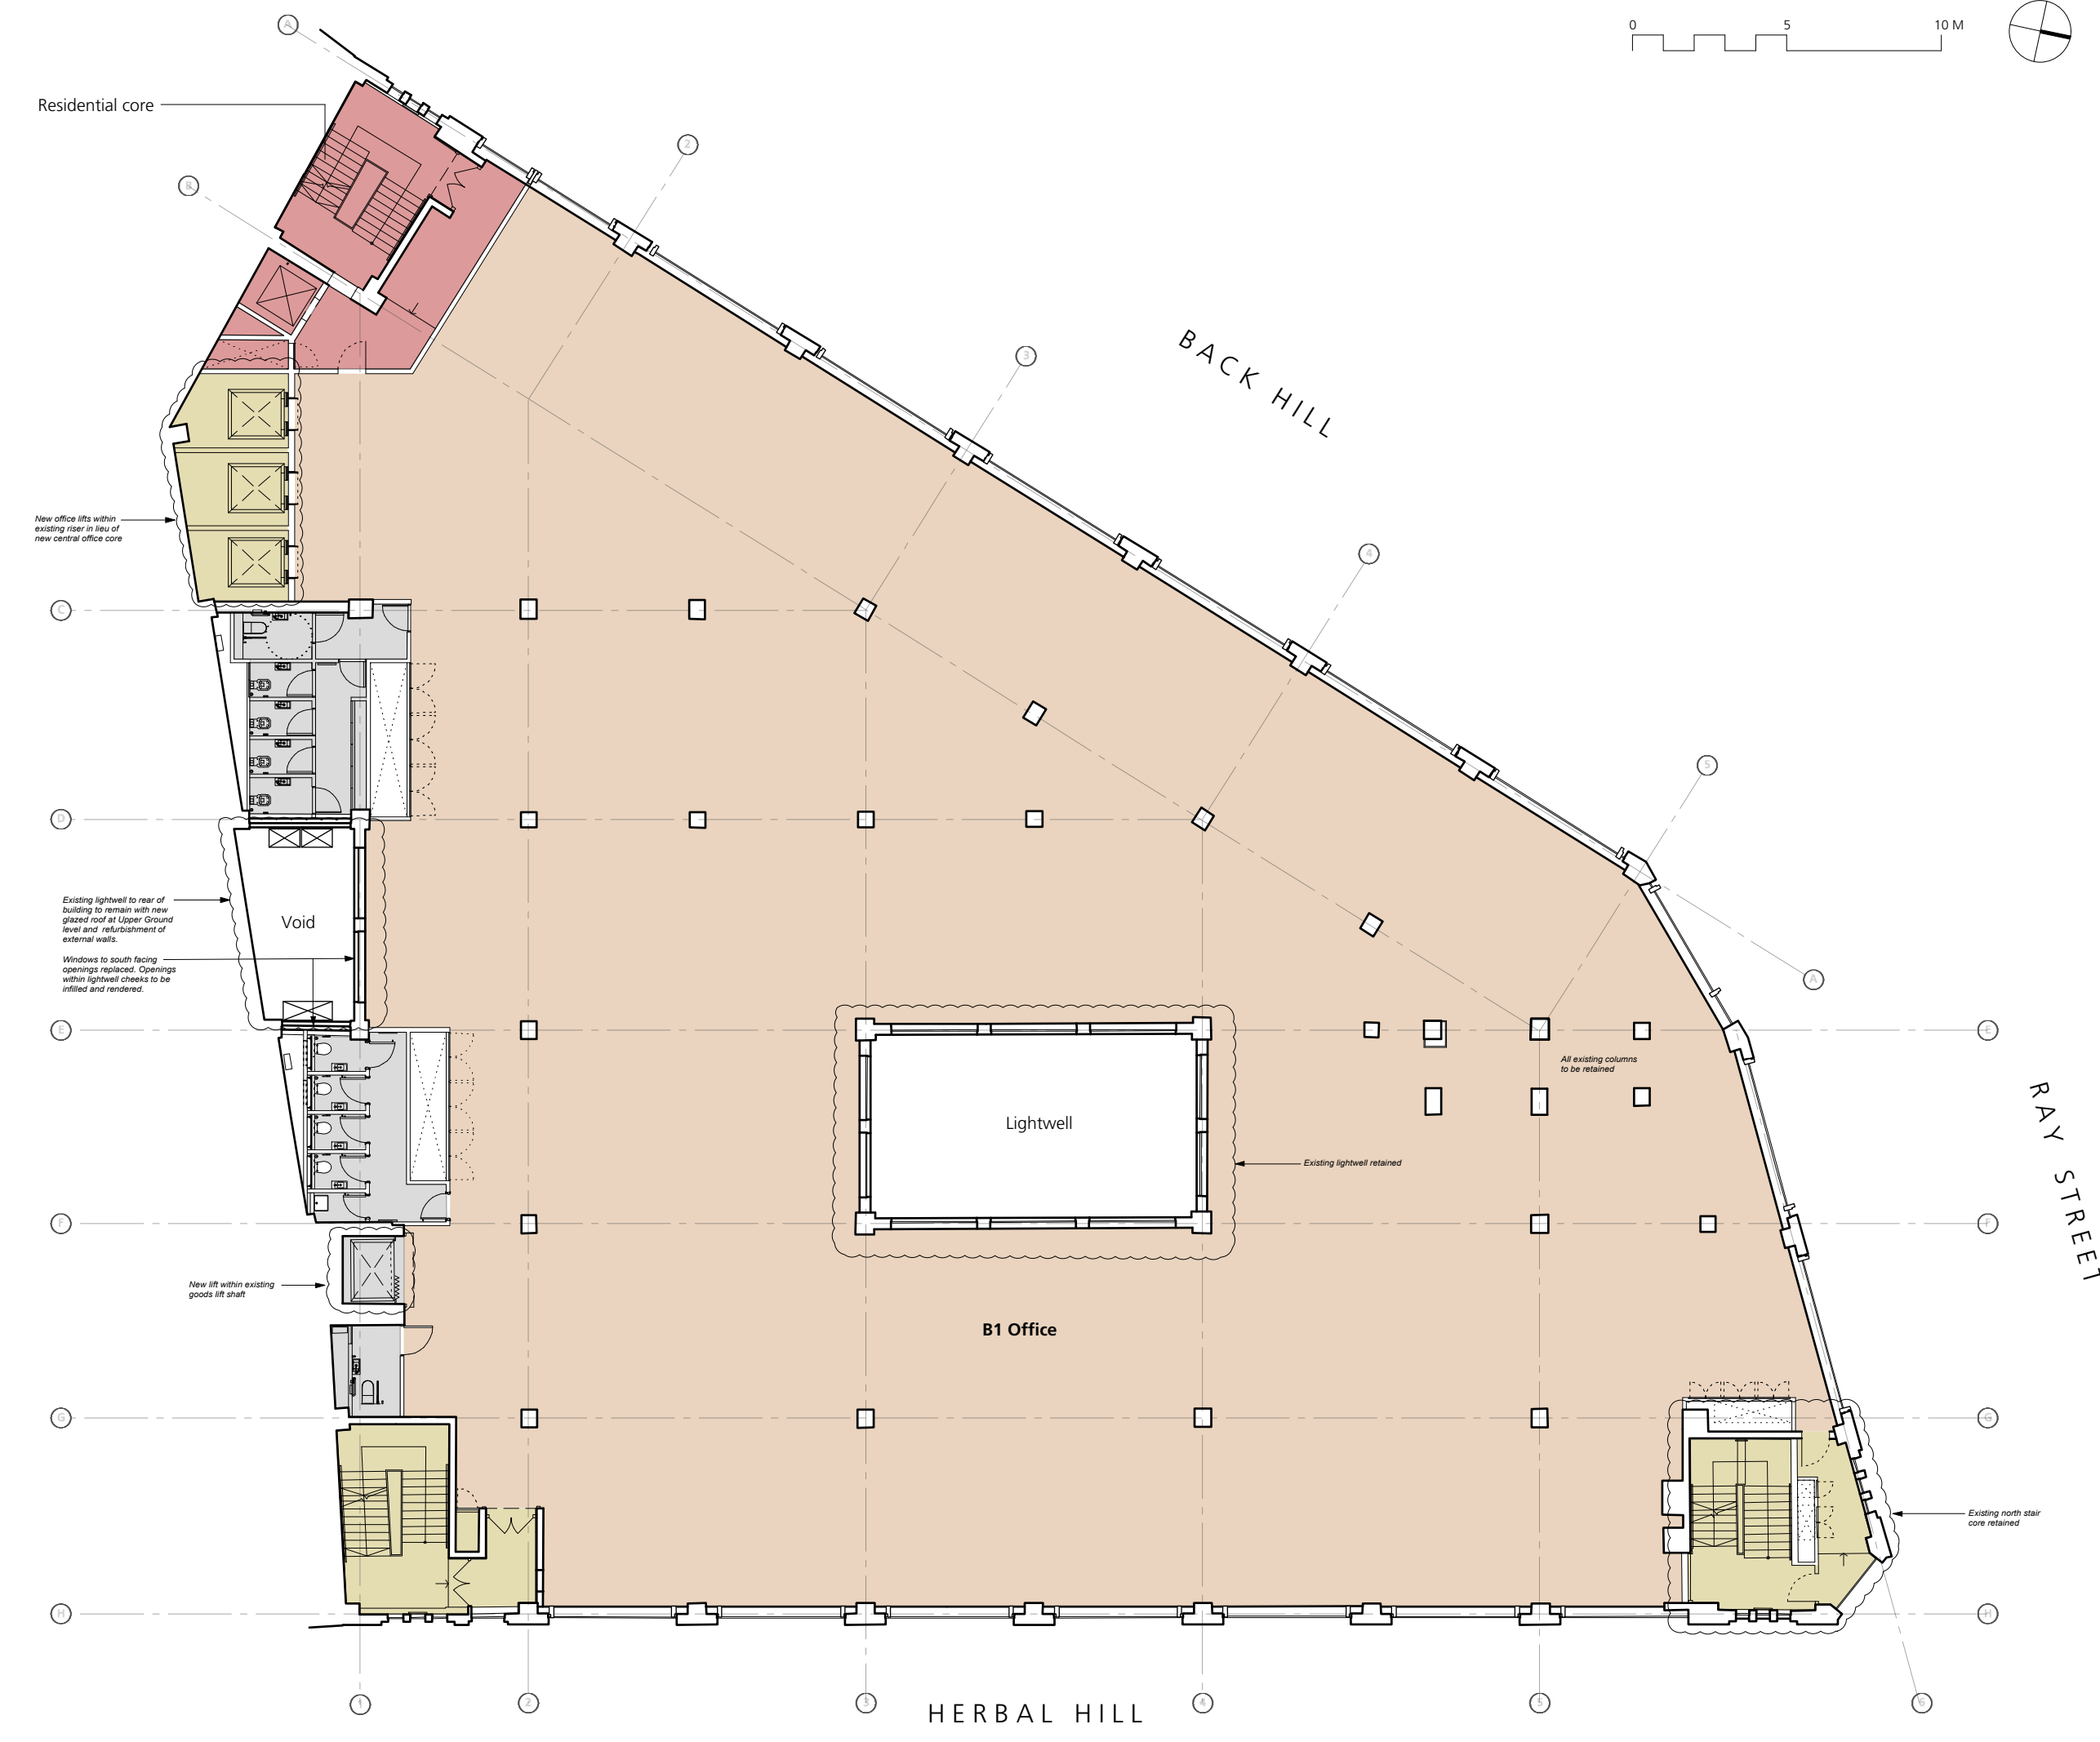 0 5 10 M
A
Residential core
2
B
BACK HILL
3
4
New office lifts within
existing riser in lieu of
new central office core
C
5
D
Existing lightwell to rear of
building to remain with new
glazed roof at Upper Ground
level and refurbishment of
external walls.
Void
Windows to south facing
openings replaced. Openings
within lightwell cheeks to be
infilled and rendered.
A
E
E
All existing columns
to be retained
Lightwell
Existing lightwell retained
RAY STREET
F
F
New lift within existing
goods lift shaft
B1 Office
G
G
Existing north stair
core retained
H
H
1
2
3
4
5
6
HERBAL HILL